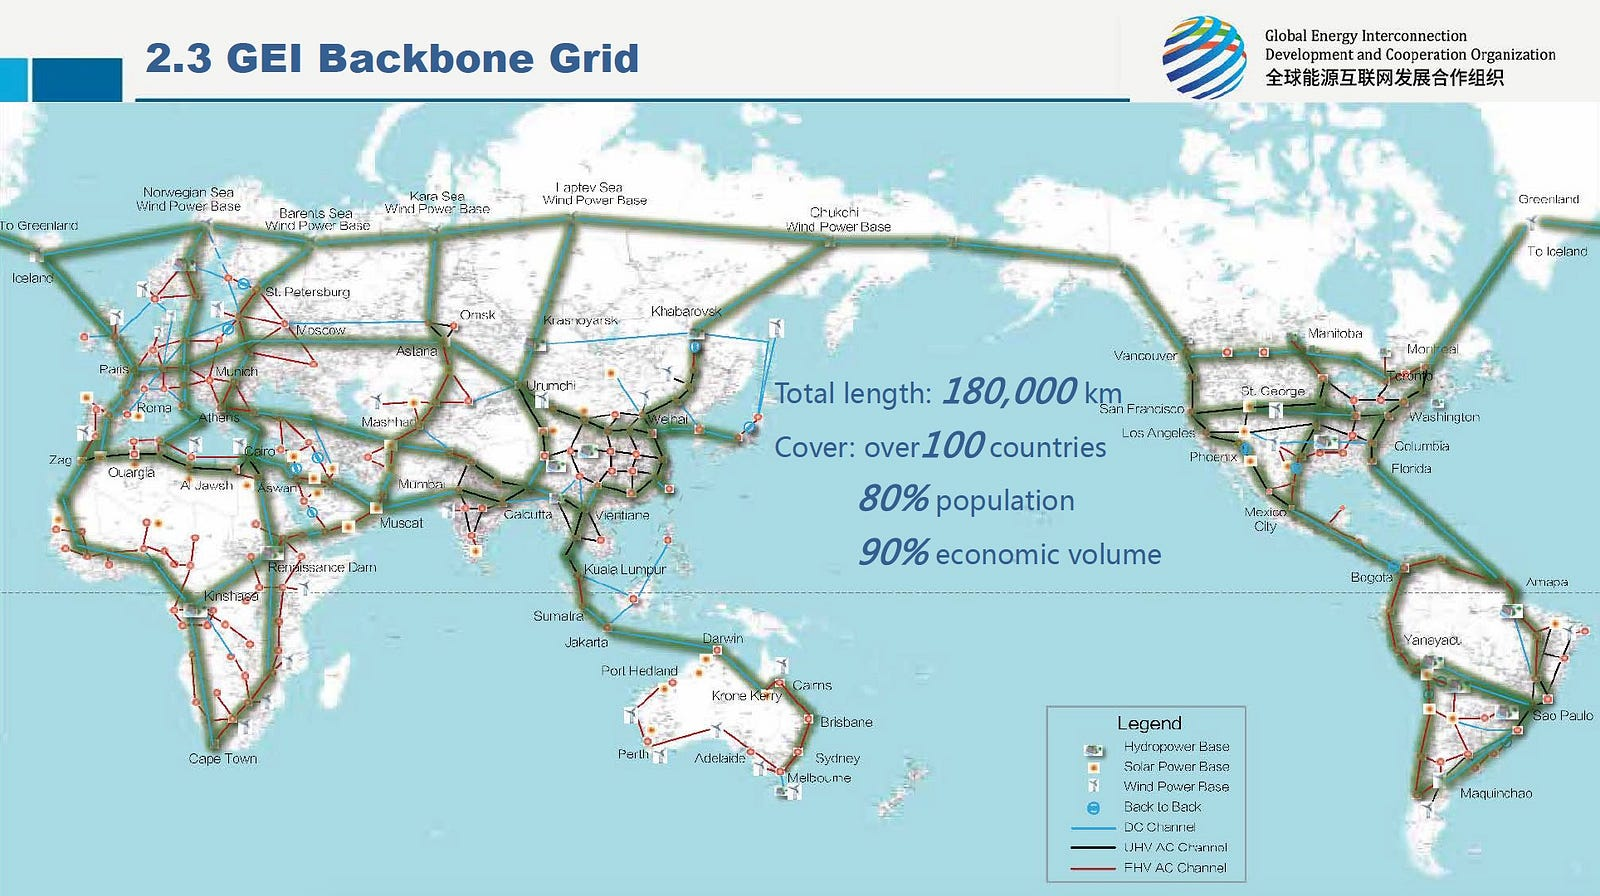 2.3 GEI Backbone Grid
Global Energy Interconnection
Development and Cooperation Organization
全球能源互联网发展合作组织
Norwegian Sea
Wind Power Base
Barents Sea
Wind Power Base
Kara Sea
Wind Power Base
Laptev Sea
Wind Power Base
Chukchi
Wind Power Base
Greenland
To Greenland
To Iceland
Iceland
St. Petersburg
Moscow
Omsk
Krasnoyarsk
Khabarovsk
Astana
Manitoba
Montreal
Vancouver
Paris
Munich
Urumchi
Toronto
Total length: 180,000 km
St. George
Roma
Athens
Mashhad
Weihai
San Francisco
Washington
Los Angeles
Cover: over 100 countries
Columbia
Zag
Ouargla
Cairo
Phoenix
Florida
Al Jawsh
Aswan
Mumbai
80% population
Muscat
Calcutta
Vientiane
Mexico
City
90% economic volume
Renaissance Dam
Kuala Lumpur
Bogota
Amapa
Kinshasa
Sumatra
Jakarta
Darwin
Yanayacu
Port Hedland
Krone Kerry
Cairns
Brisbane
Sao Paulo
Cape Town
Perth
Adelaide
Sydney
Melbourne
Maquinchao
Legend
Hydropower Base
Solar Power Base
Wind Power Base
Back to Back
DC Channel
UHV AC Channel
EHV AC Channel